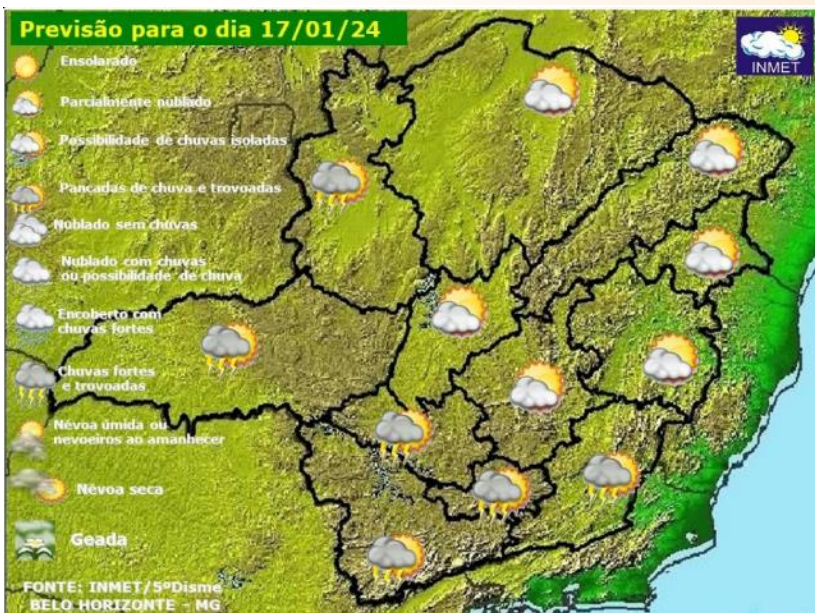 Previsão para o dia 17/01/24
INMET
Ensolarado
Parcialmente nublado
Possibilidade de chuvas isoladas
Pancadas de chuva e trovoadas
Nublado sem chuvas
Nublado com chuvas
ou possibilidade de chuva
Encoberto com
chuvas fortes
Chuvas fortes
e trovoadas
Névoa úmida ou
nevoeiros ao amanhecer
Névoa seca
Geada
FONTE: INMET/5ºDisme
BELO HORIZONTE - MG